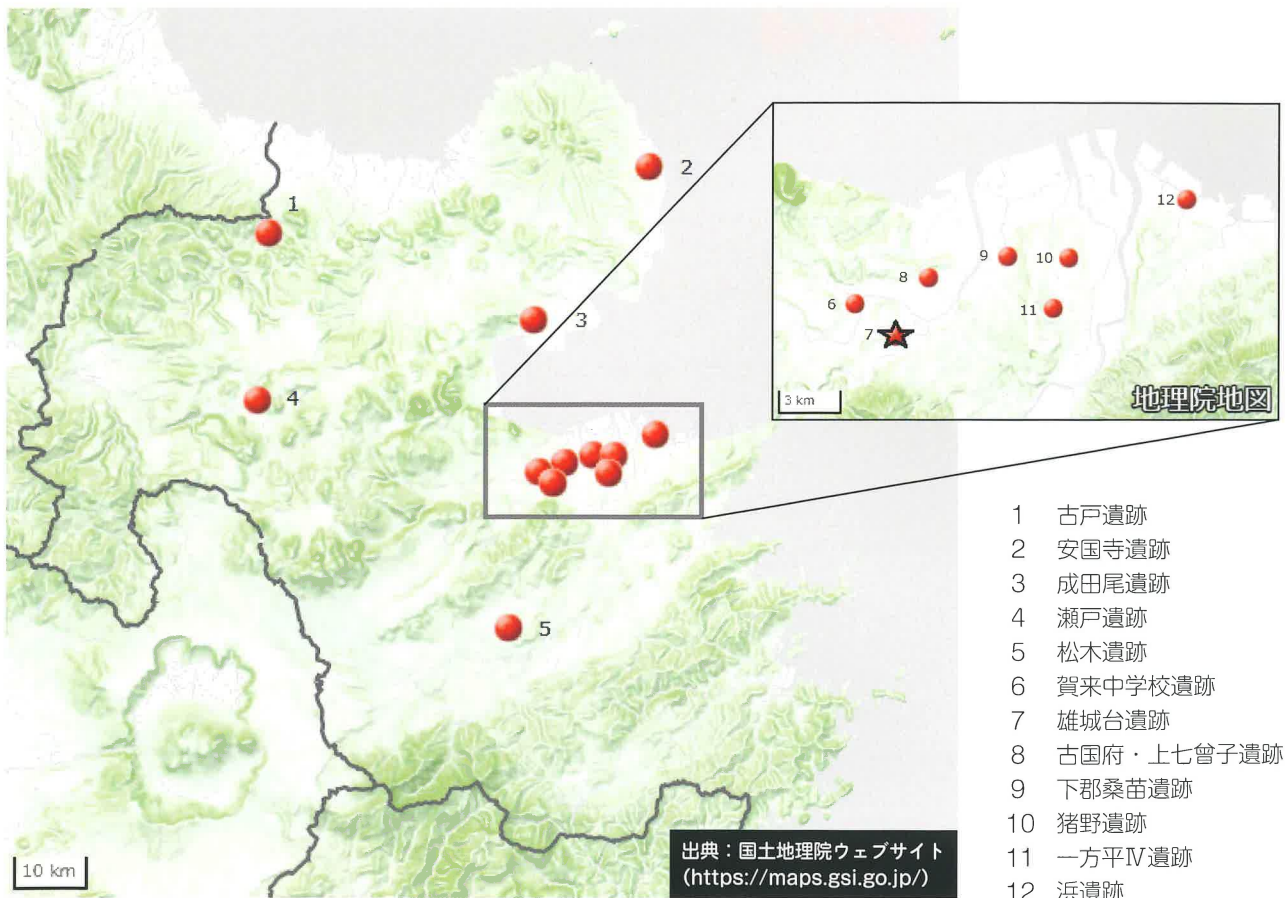 1
2
3
4
5
6
7
8
9
10
11
12
3 km
地理院地図
10 km
出典：国土地理院ウェブサイト
(https://maps.gsi.go.jp/)
1 古戸遺跡
2 安国寺遺跡
3 成田尾遺跡
4 瀬戸遺跡
5 松木遺跡
6 賀来中学校遺跡
7 雄城台遺跡
8 古国府・上七曾子遺跡
9 下郡桑苗遺跡
10 猪野遺跡
11 一方平Ⅳ遺跡
12 浜遺跡